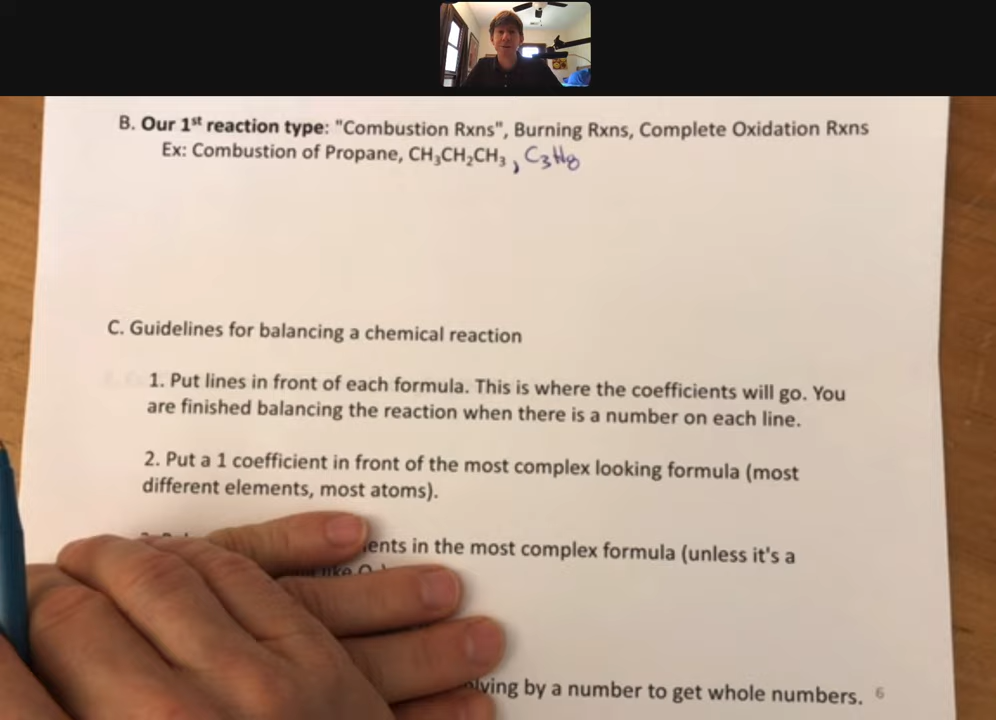 B. Our 1st reaction type: "Combustion Rxns", Burning Rxns, Complete Oxidation Rxns
Ex: Combustion of Propane, CH₃CH₂CH₃, C₃H₈
C. Guidelines for balancing a chemical reaction
1. Put lines in front of each formula. This is where the coefficients will go. You
are finished balancing the reaction when there is a number on each line.
2. Put a 1 coefficient in front of the most complex looking formula (most
different elements, most atoms).
in the most complex formula (unless it's a
by a number to get whole numbers. 6